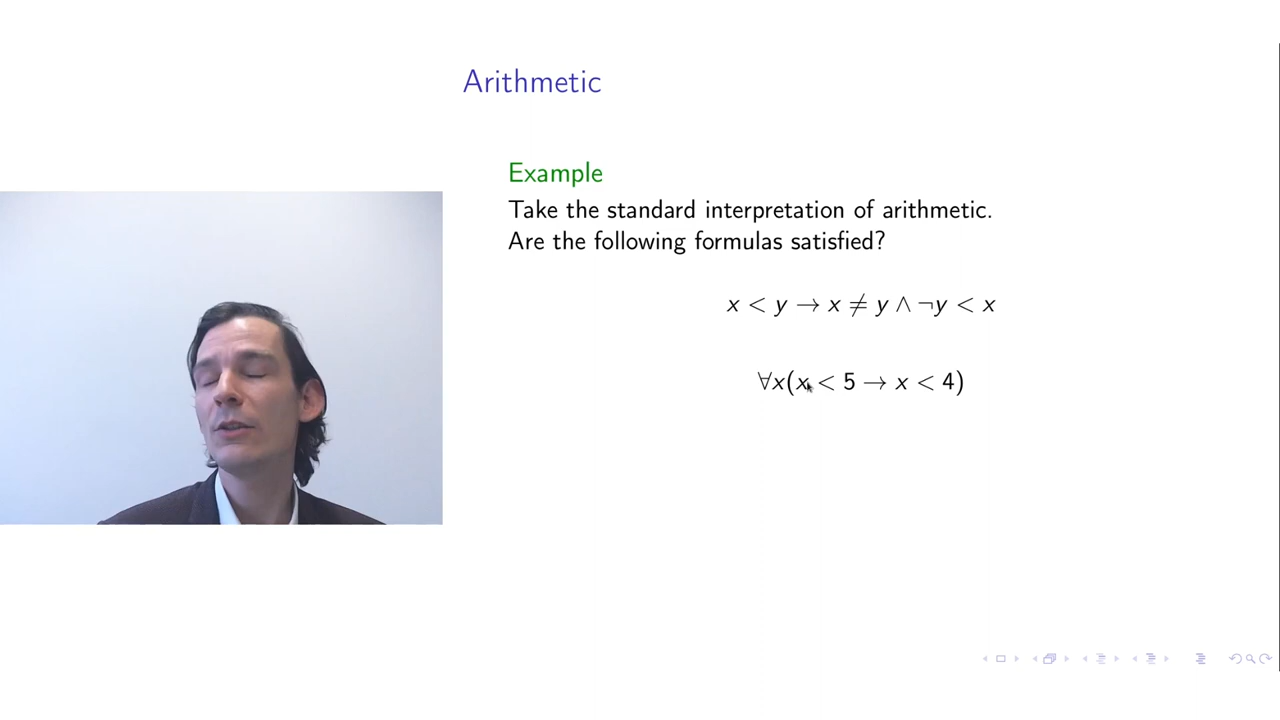 Arithmetic
Example
Take the standard interpretation of arithmetic.
Are the following formulas satisfied?
x < y → x ≠ y ∧ ¬y < x
∀x(x < 5 → x < 4)